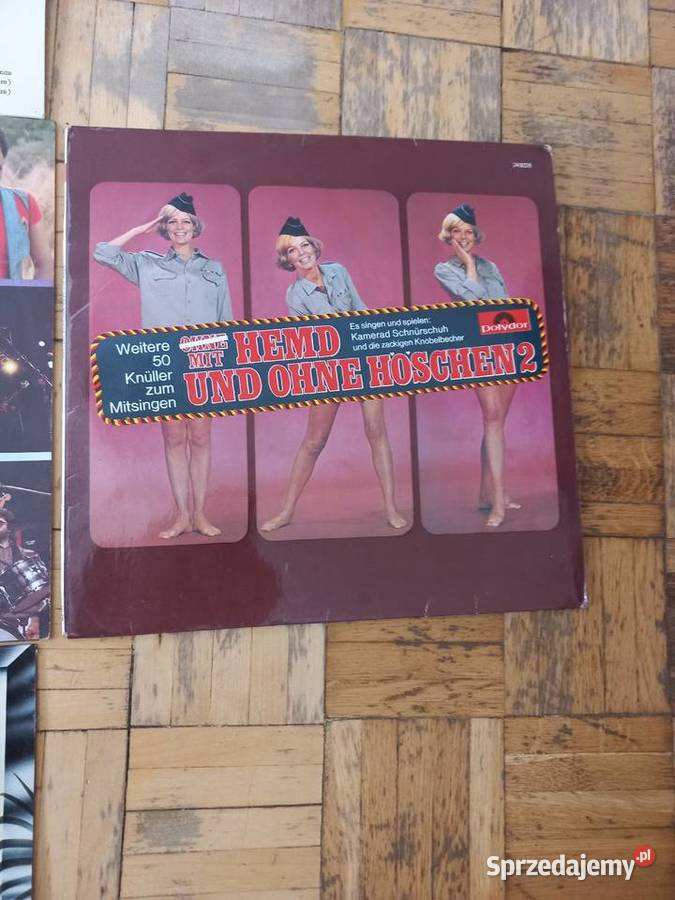 Weitere
50
Knüller
zum
Mitsingen
OHNE
MIT HEMD
UND OHNE HÖSCHEN 2
Es singen und spielen:
Kamerad Schnürschuh
und die zackigen Knobelbecher
polydor
Sprzedajemy.pl